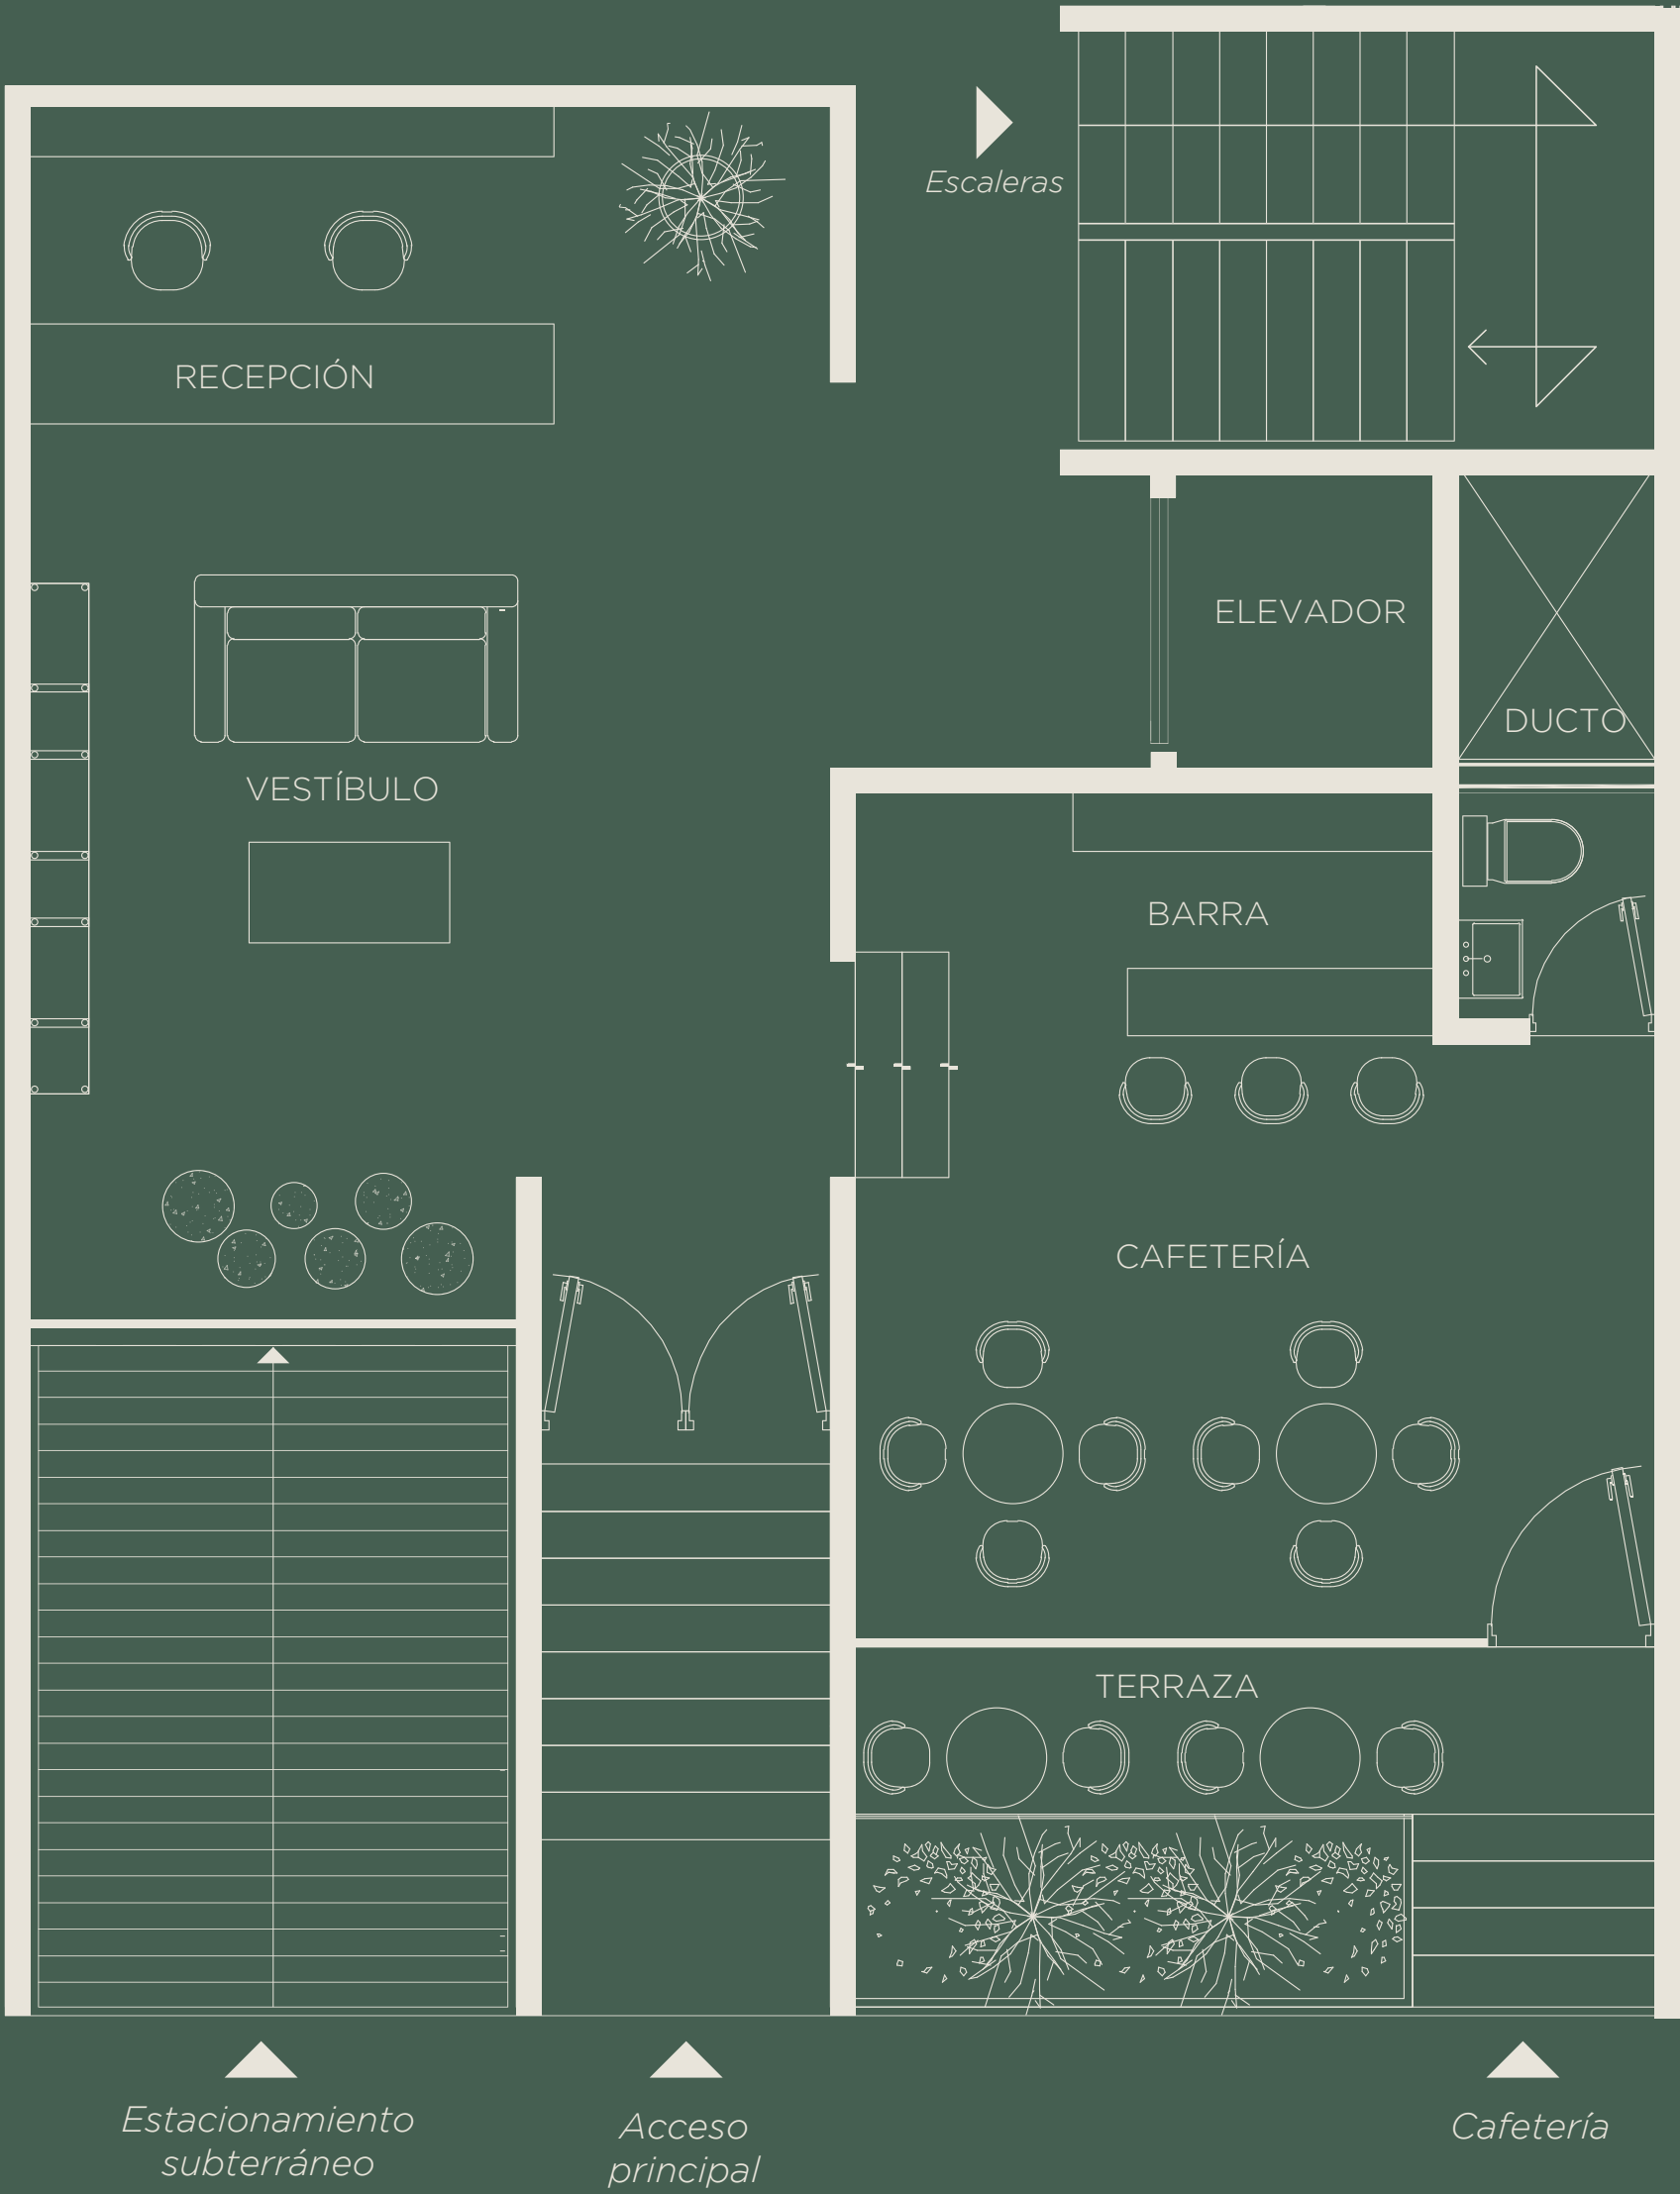 Escaleras
RECEPCIÓN
ELEVADOR
DUCTO
VESTÍBULO
BARRA
CAFETERÍA
TERRAZA
Estacionamiento
subterráneo
Acceso
principal
Cafetería